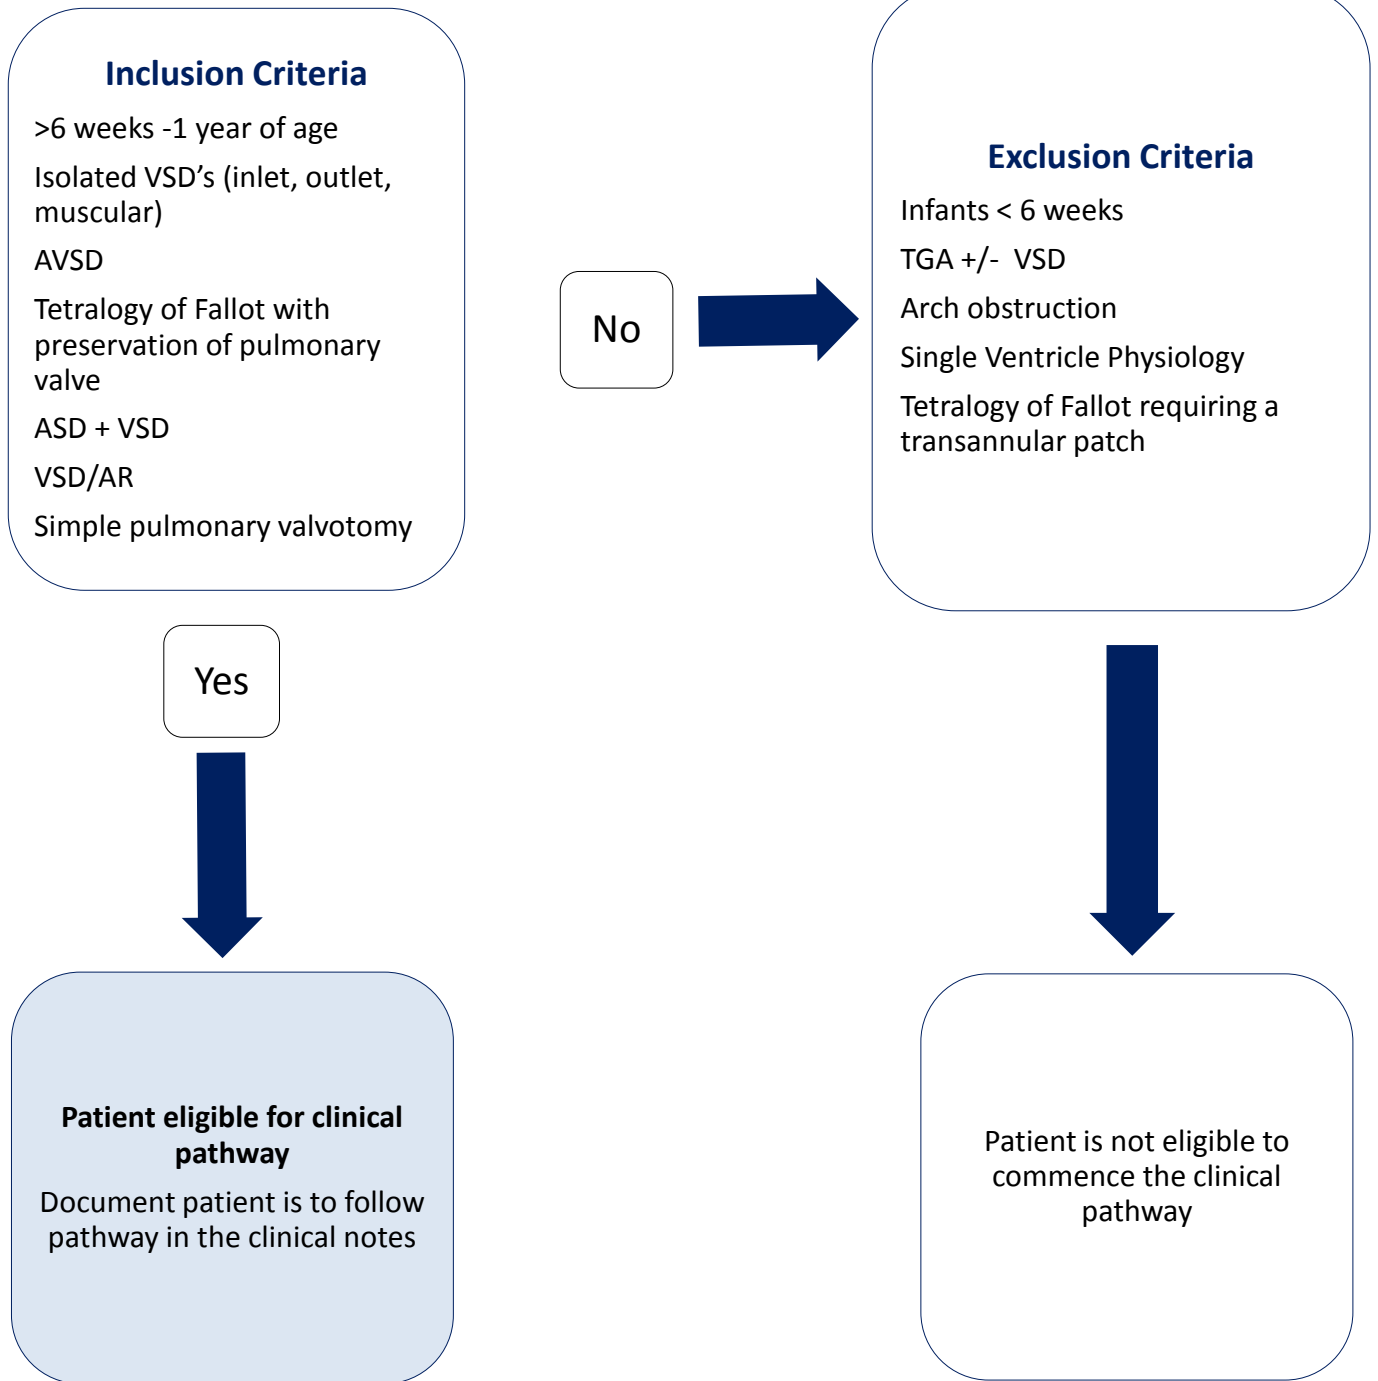 Inclusion Criteria
>6 weeks -1 year of age
Isolated VSD’s (inlet, outlet,
muscular)
AVSD
Tetralogy of Fallot with
preservation of pulmonary
valve
ASD + VSD
VSD/AR
Simple pulmonary valvotomy
No
Exclusion Criteria
Infants < 6 weeks
TGA +/-  VSD
Arch obstruction
Single Ventricle Physiology
Tetralogy of Fallot requiring a
transannular patch
Yes
Patient eligible for clinical
pathway
Document patient is to follow
pathway in the clinical notes
Patient is not eligible to
commence the clinical
pathway